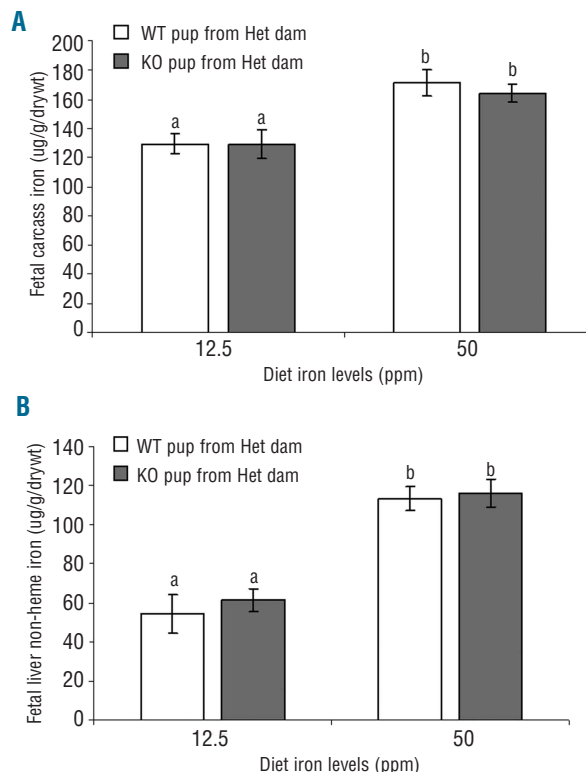 A
WT pup from Het dam
KO pup from Het dam
Fetal carcass iron (ug/g/drywt)
200
180
160
140
120
100
80
60
40
20
0
a
a
b
b
12.5
50
Diet iron levels (ppm)
B
WT pup from Het dam
KO pup from Het dam
Fetal liver non-heme iron (ug/g/drywt)
140
120
100
80
60
40
20
0
a
a
b
b
12.5
50
Diet iron levels (ppm)